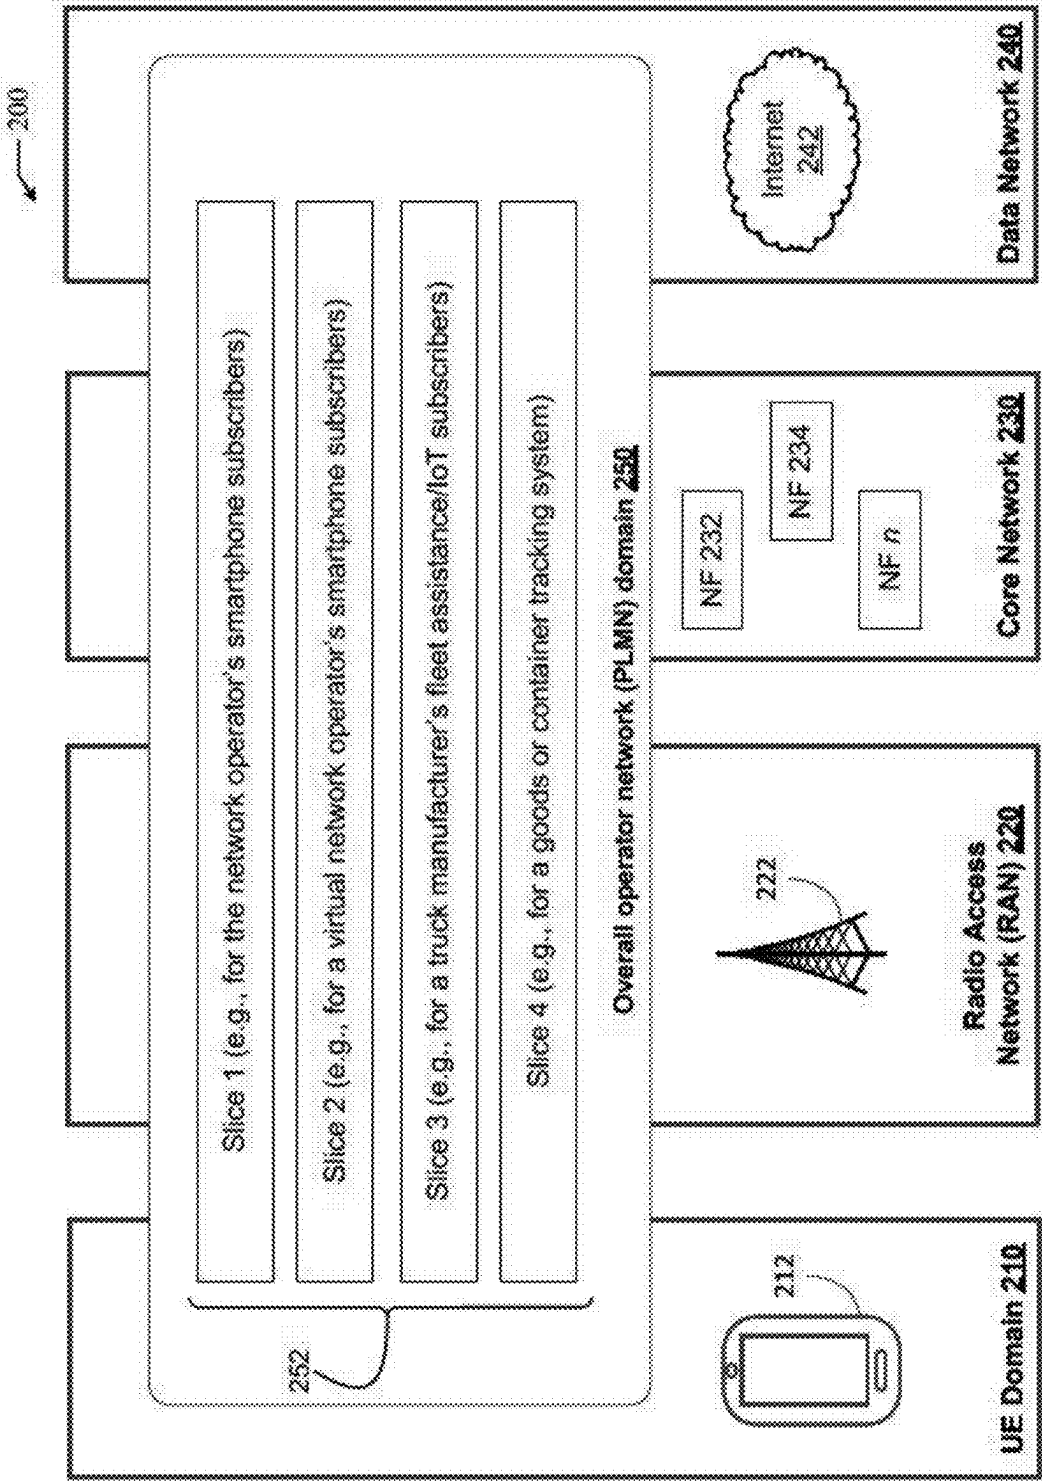 200
252
Slice 1 (e.g., for the network operator's smartphone subscribers)
Slice 2 (e.g., for a virtual network operator's smartphone subscribers)
Slice 3 (e.g., for a truck manufacturer's fleet assistance/IoT subscribers)
Slice 4 (e.g., for a goods or container tracking system)
Overall operator network (PLMN) domain 250
212
UE Domain 210
222
Radio Access
Network (RAN) 220
NF 232
NF 234
NF n
Core Network 230
Internet
242
Data Network 240